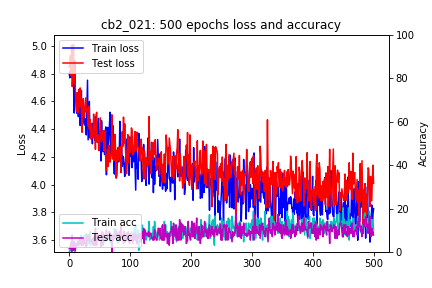 cb2_021: 500 epochs loss and accuracy
Train loss
Test loss
Train acc
Test acc
Loss
5.0
4.8
4.6
4.4
4.2
4.0
3.8
3.6
Accuracy
100
80
60
40
20
0
0 100 200 300 400 500